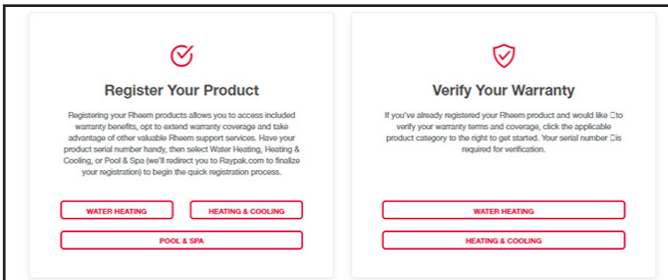 Register Your Product
Registering your Rheem products allows you to access included
warranty benefits, opt to extend warranty coverage and take
advantage of other valuable Rheem support services. Have your
product serial number handy, then select Water Heating, Heating &
Cooling, or Pool & Spa (we'll redirect you to Raypak.com to finalize
your registration) to begin the quick registration process.
WATER HEATING
HEATING & COOLING
POOL & SPA
Verify Your Warranty
If you've already registered your Rheem product and would like □to
verify your warranty terms and coverage, click the applicable
product category to the right to get started. Your serial number □is
required for verification.
WATER HEATING
HEATING & COOLING